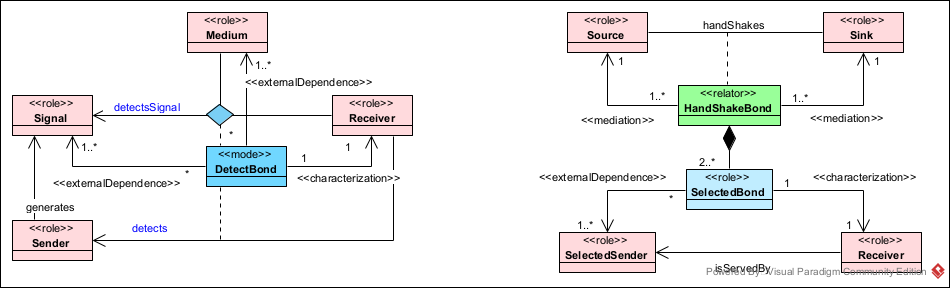 <<role>>
Medium
1..*
<<externalDependence>>
<<role>>
Signal
detectsSignal
<<role>>
Receiver
*
1..*
<<mode>>
DetectBond
*
1
1
<<externalDependence>>
<<characterization>>
generates
<<role>>
Sender
detects
<<role>>
Source
handShakes
<<role>>
Sink
1
1
<<relator>>
HandShakeBond
1..*
1..*
<<mediation>>
<<mediation>>
2..*
<<externalDependence>>
<<role>>
SelectedBond
<<characterization>>
*
1
1..*
1
<<role>>
SelectedSender
isServedBy
<<role>>
Receiver
Powered By Visual Paradigm Community Edition